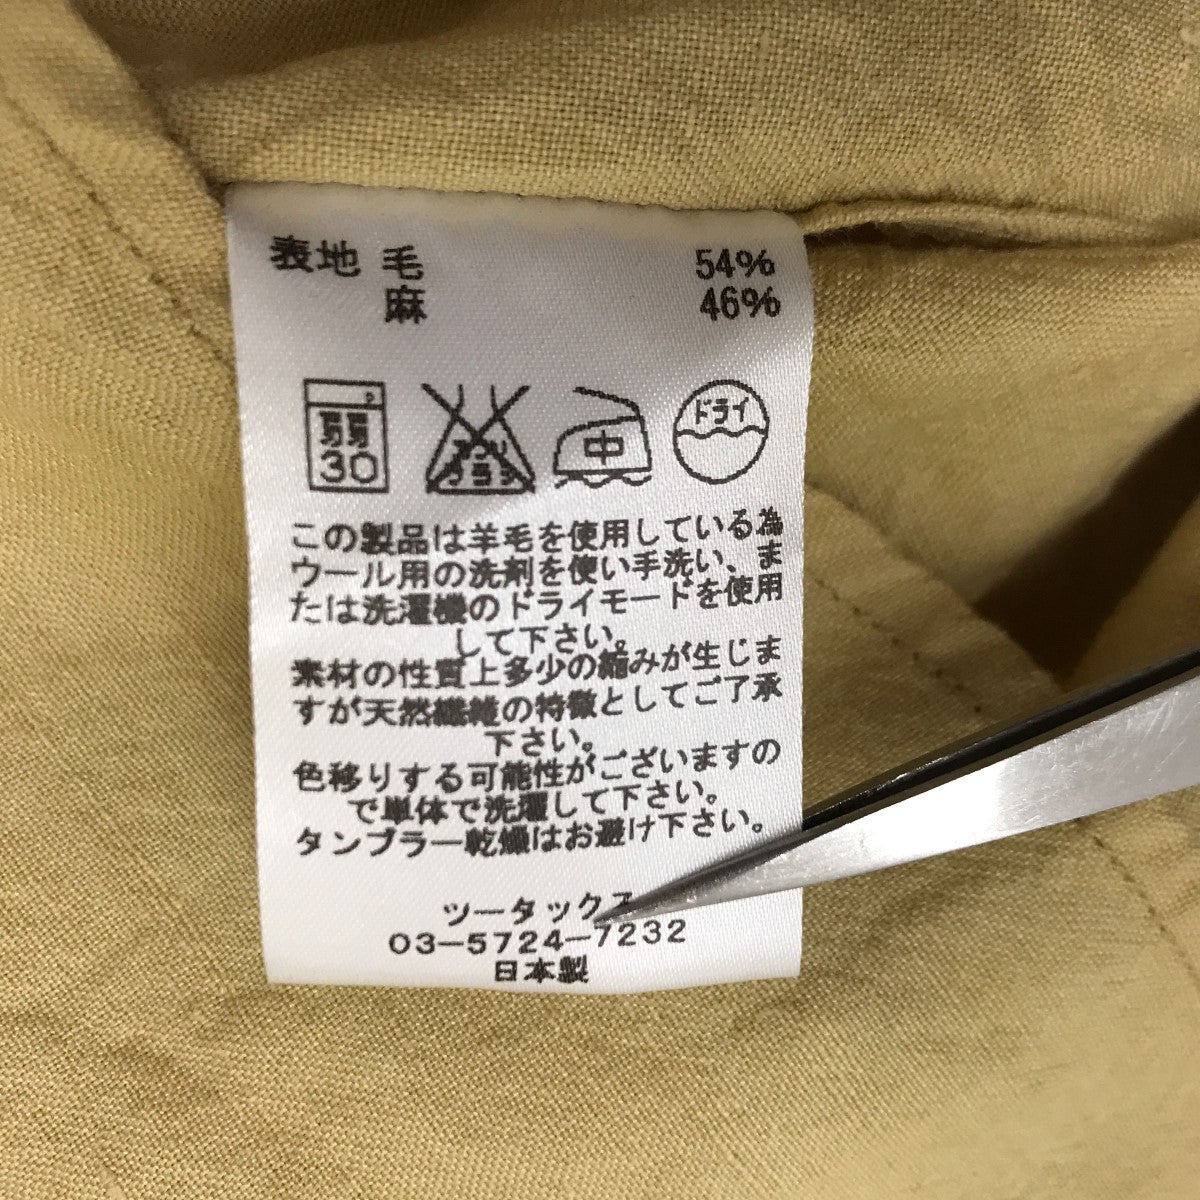 表地 毛 54%
麻 46%
弱
30
エンソ
サラシ
中
ドライ
この製品は羊毛を使用している為
ウール用の洗剤を使い手洗い、ま
たは洗濯機のドライモードを使用
して下さい。
素材の性質上多少の縮みが生じま
すが天然繊維の特徴としてご了承
下さい。
色移りする可能性がございますの
で単体で洗濯して下さい。
タンブラー乾燥はお避け下さい。
ツータックス
03-5724-7232
日本製